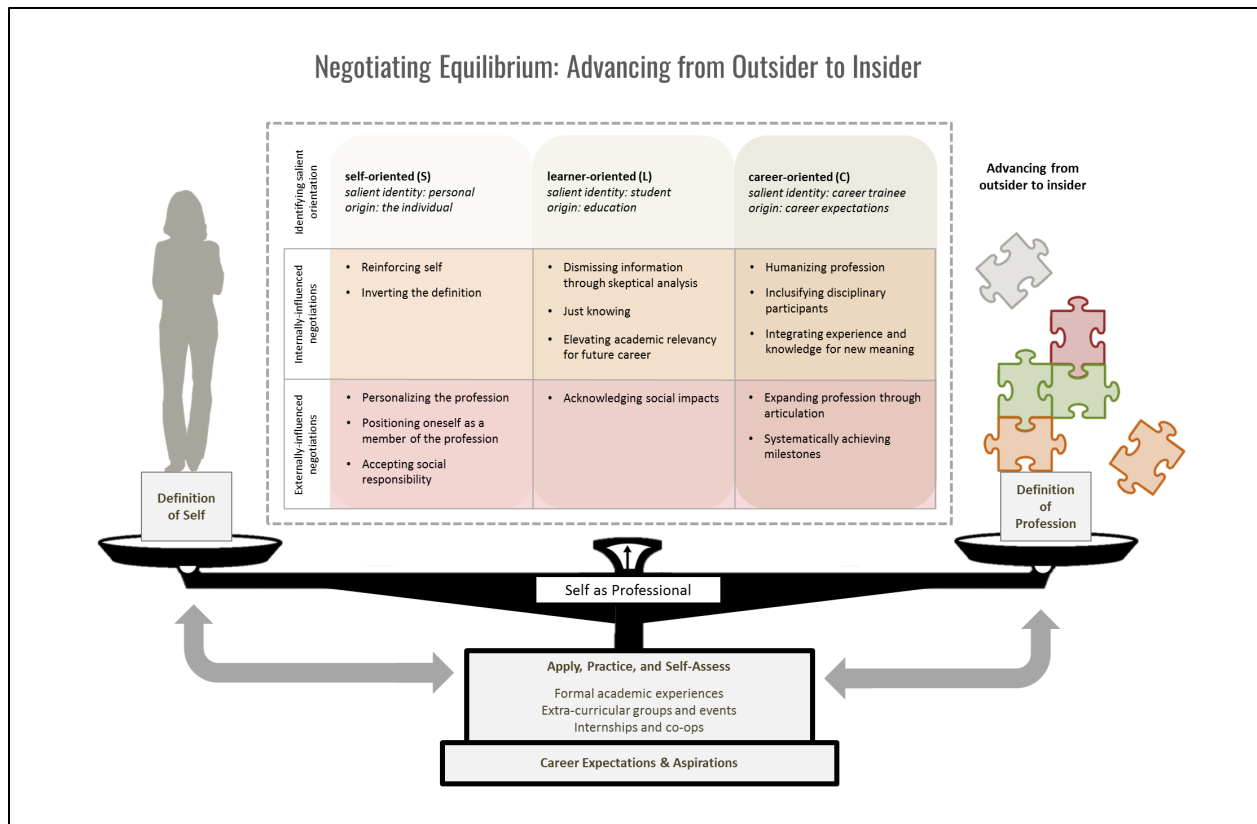 Negotiating Equilibrium: Advancing from Outsider to Insider
Identifying salient
orientation
self-oriented (S)
salient identity: personal
origin: the individual
learner-oriented (L)
salient identity: student
origin: education
career-oriented (C)
salient identity: career trainee
origin: career expectations
Advancing from
outsider to insider
Internally-influenced
negotiations
• Reinforcing self
• Inverting the definition
• Dismissing information
through skeptical analysis
• Just knowing
• Elevating academic relevancy
for future career
• Humanizing profession
• Inclusifying disciplinary
participants
• Integrating experience and
knowledge for new meaning
Externally-influenced
negotiations
• Personalizing the profession
• Positioning oneself as a
member of the profession
• Accepting social
responsibility
• Acknowledging social impacts
• Expanding profession through
articulation
• Systematically achieving
milestones
Definition
of Self
Definition
of
Profession
Self as Professional
Apply, Practice, and Self-Assess
Formal academic experiences
Extra-curricular groups and events
Internships and co-ops
Career Expectations & Aspirations